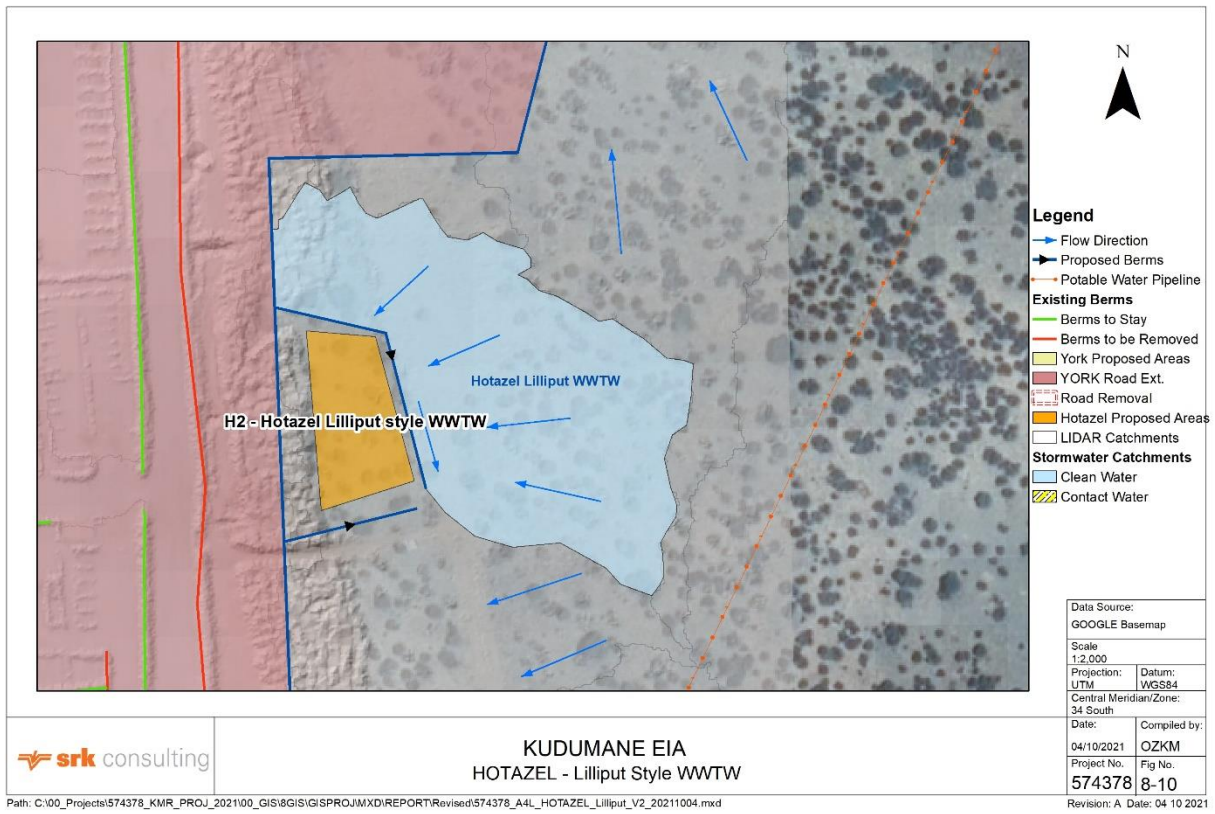 N
Legend
Flow Direction
Proposed Berms
Potable Water Pipeline
Existing Berms
Berms to Stay
Berms to be Removed
York Proposed Areas
YORK Road Ext.
Road Removal
Hotazel Proposed Areas
LIDAR Catchments
Stormwater Catchments
Clean Water
Contact Water
Hotazel Lilliput WWTW
H2 - Hotazel Lilliput style WWTW
Data Source:
GOOGLE Basemap
Scale
1:2,000
Projection: Datum:
UTM WGS84
Central Meridian/Zone:
34 South
Date: Compiled by:
04/10/2021 OZKM
Project No. Fig No.
574378 8-10
srk consulting
KUDUMANE EIA
HOTAZEL - Lilliput Style WWTW
Path: C:\00_Projects\574378_KMR_PROJ_2021\00_GIS\8GIS\GISPROJ\MXD\REPORT\Revised\574378_A4L_HOTAZEL_Lilliput_V2_20211004.mxd
Revision: A Date: 04 10 2021